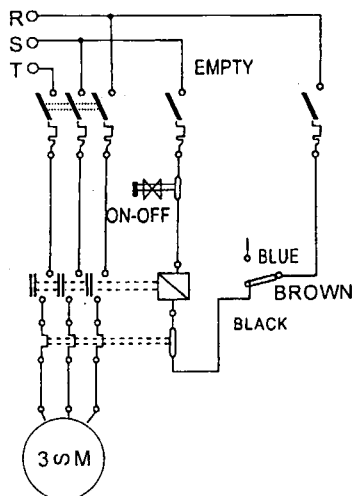 R
S
T
EMPTY
ON-OFF
BLUE
BROWN
BLACK
3 S M